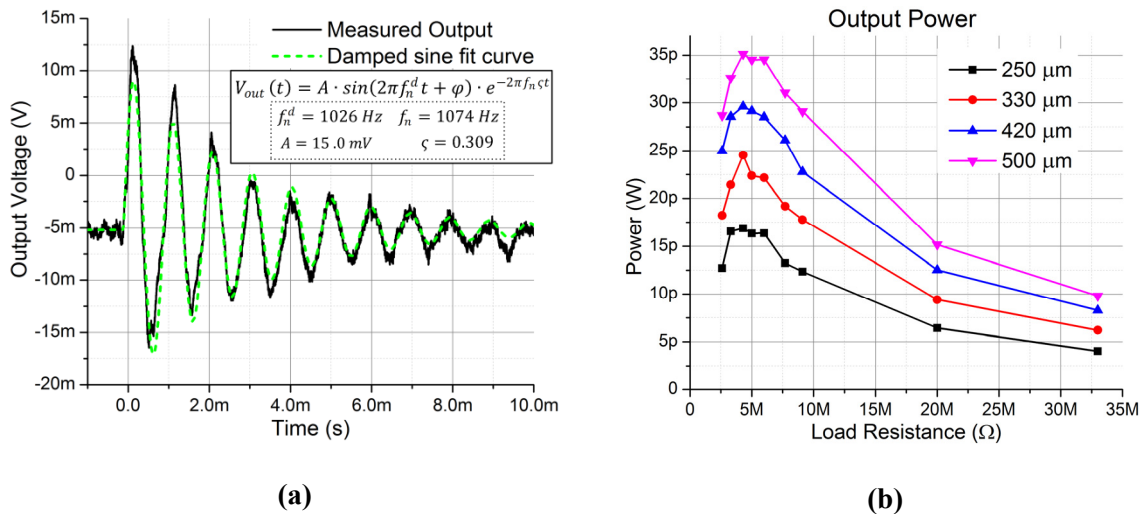 15m
10m
5m
0
-5m
-10m
-15m
-20m
Output Voltage (V)
Measured Output
Damped sine fit curve
V_out (t) = A · sin(2πf_n^d t + φ) · e^{-2πf_nςt}
f_n^d = 1026 Hz f_n = 1074 Hz
A = 15 .0 mV ς = 0.309
0.0 2.0m 4.0m 6.0m 8.0m 10.0m
Time (s)
(a)
Output Power
35p
30p
25p
20p
15p
10p
5p
0
Power (W)
250 μm
330 μm
420 μm
500 μm
0 5M 10M 15M 20M 25M 30M 35M
Load Resistance (Ω)
(b)